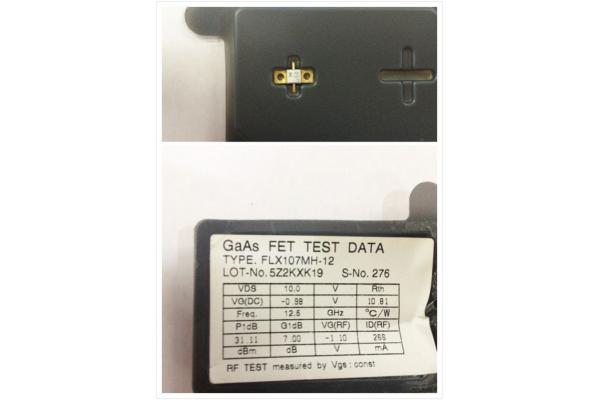 GaAs FET TEST DATA
TYPE. FLX107MH-12
LOT-No. 5Z2KXK19 S-No. 276
VDS 10.0 V Rth
VG(DC) -0.98 V 10.81
Freq. 12.5 GHz °C/W
P1dB G1dB VG(RF) ID(RF)
31.11 7.00 -1.10
dBm dB V mA
RF TEST measured by Vgs : const